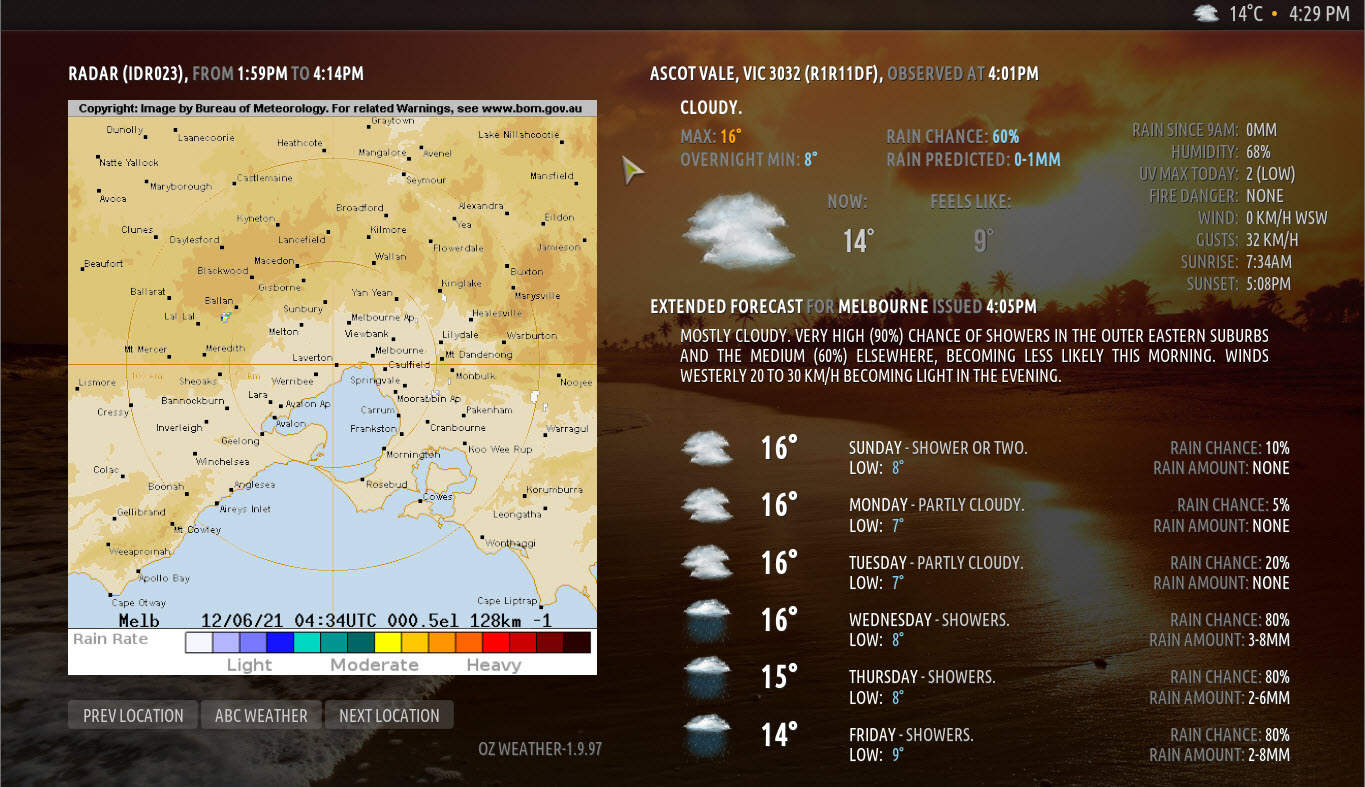 14°C • 4:29 PM
RADAR (IDR023), FROM 1:59PM TO 4:14PM
Copyright: Image by Bureau of Meteorology. For related Warnings, see www.bom.gov.au
Graytown
Dunolly
Laanecoorie
Heathcote
Lake Nillahcootie
Mangalore
Avenel
Natte Yallock
Maryborough
Castlemaine
Seymour
Mansfield
Avoca
Broadford
Alexandra
Kyneton
Yea
Eildon
Clunes
Daylesford
Lancefield
Kilmore
Flowerdale
Jamieson
Beaufort
Macedon
Wallan
Blackwood
Buxton
Gisborne
Kinglake
Ballarat
Ballan
Yan Yean
Marysville
Sunbury
Lal Lal
Melbourne Ap
Healesville
Melton
Viewbank
Lilydale
Warburton
Mt Mercer
Meredith
Melbourne
Laverton
Mt Dandenong
Caulfield
Lismore
Sheoaks
Werribee
Springvale
Monbulk
Noojee
Bannockburn
Lara
Avalon Ap
Moorabbin Ap
Cressy
Carrum
Pakenham
Inverleigh
Avalon
Frankston
Cranbourne
Warragul
Geelong
Koo Wee Rup
Winchelsea
Mornington
Colac
Boonah
Anglesea
Rosebud
Cowes
Korumburra
Gellibrand
Aireys Inlet
Leongatha
Mt Cowley
Weeaproinah
Wonthaggi
Apollo Bay
Cape Otway
Cape Liptrap
Melb 12/06/21 04:34UTC 000.5el 128km -1
Rain Rate
Light Moderate Heavy
PREV LOCATION ABC WEATHER NEXT LOCATION
OZ WEATHER-1.9.97
ASCOT VALE, VIC 3032 (R1R11DF), OBSERVED AT 4:01PM
CLOUDY.
MAX: 16° RAIN CHANCE: 60%
OVERNIGHT MIN: 8° RAIN PREDICTED: 0-1MM
NOW: FEELS LIKE:
14° 9°
RAIN SINCE 9AM: 0MM
HUMIDITY: 68%
UV MAX TODAY: 2 (LOW)
FIRE DANGER: NONE
WIND: 0 KM/H WSW
GUSTS: 32 KM/H
SUNRISE: 7:34AM
SUNSET: 5:08PM
EXTENDED FORECAST FOR MELBOURNE ISSUED 4:05PM
MOSTLY CLOUDY. VERY HIGH (90%) CHANCE OF SHOWERS IN THE OUTER EASTERN SUBURBS
AND THE MEDIUM (60%) ELSEWHERE, BECOMING LESS LIKELY THIS MORNING. WINDS
WESTERLY 20 TO 30 KM/H BECOMING LIGHT IN THE EVENING.
16° SUNDAY - SHOWER OR TWO. RAIN CHANCE: 10%
LOW: 8° RAIN AMOUNT: NONE
16° MONDAY - PARTLY CLOUDY. RAIN CHANCE: 5%
LOW: 7° RAIN AMOUNT: NONE
16° TUESDAY - PARTLY CLOUDY. RAIN CHANCE: 20%
LOW: 7° RAIN AMOUNT: NONE
16° WEDNESDAY - SHOWERS. RAIN CHANCE: 80%
LOW: 8° RAIN AMOUNT: 3-8MM
15° THURSDAY - SHOWERS. RAIN CHANCE: 80%
LOW: 8° RAIN AMOUNT: 2-6MM
14° FRIDAY - SHOWERS. RAIN CHANCE: 80%
LOW: 9° RAIN AMOUNT: 2-8MM